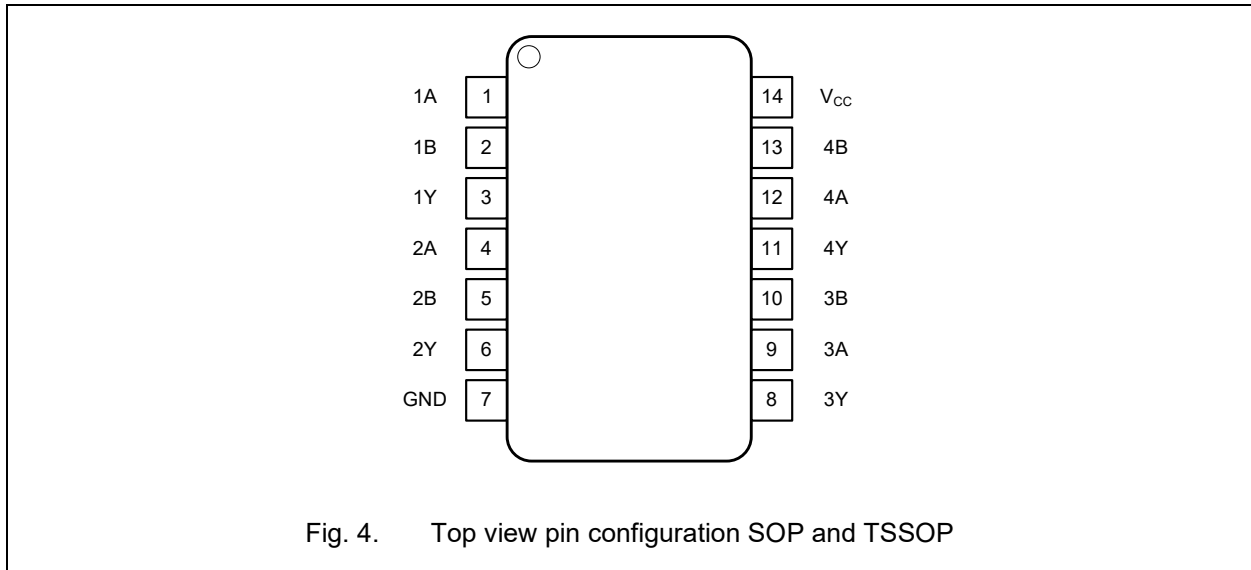 1A 1 14 VCC
1B 2 13 4B
1Y 3 12 4A
2A 4 11 4Y
2B 5 10 3B
2Y 6 9 3A
GND 7 8 3Y
Fig. 4. Top view pin configuration SOP and TSSOP